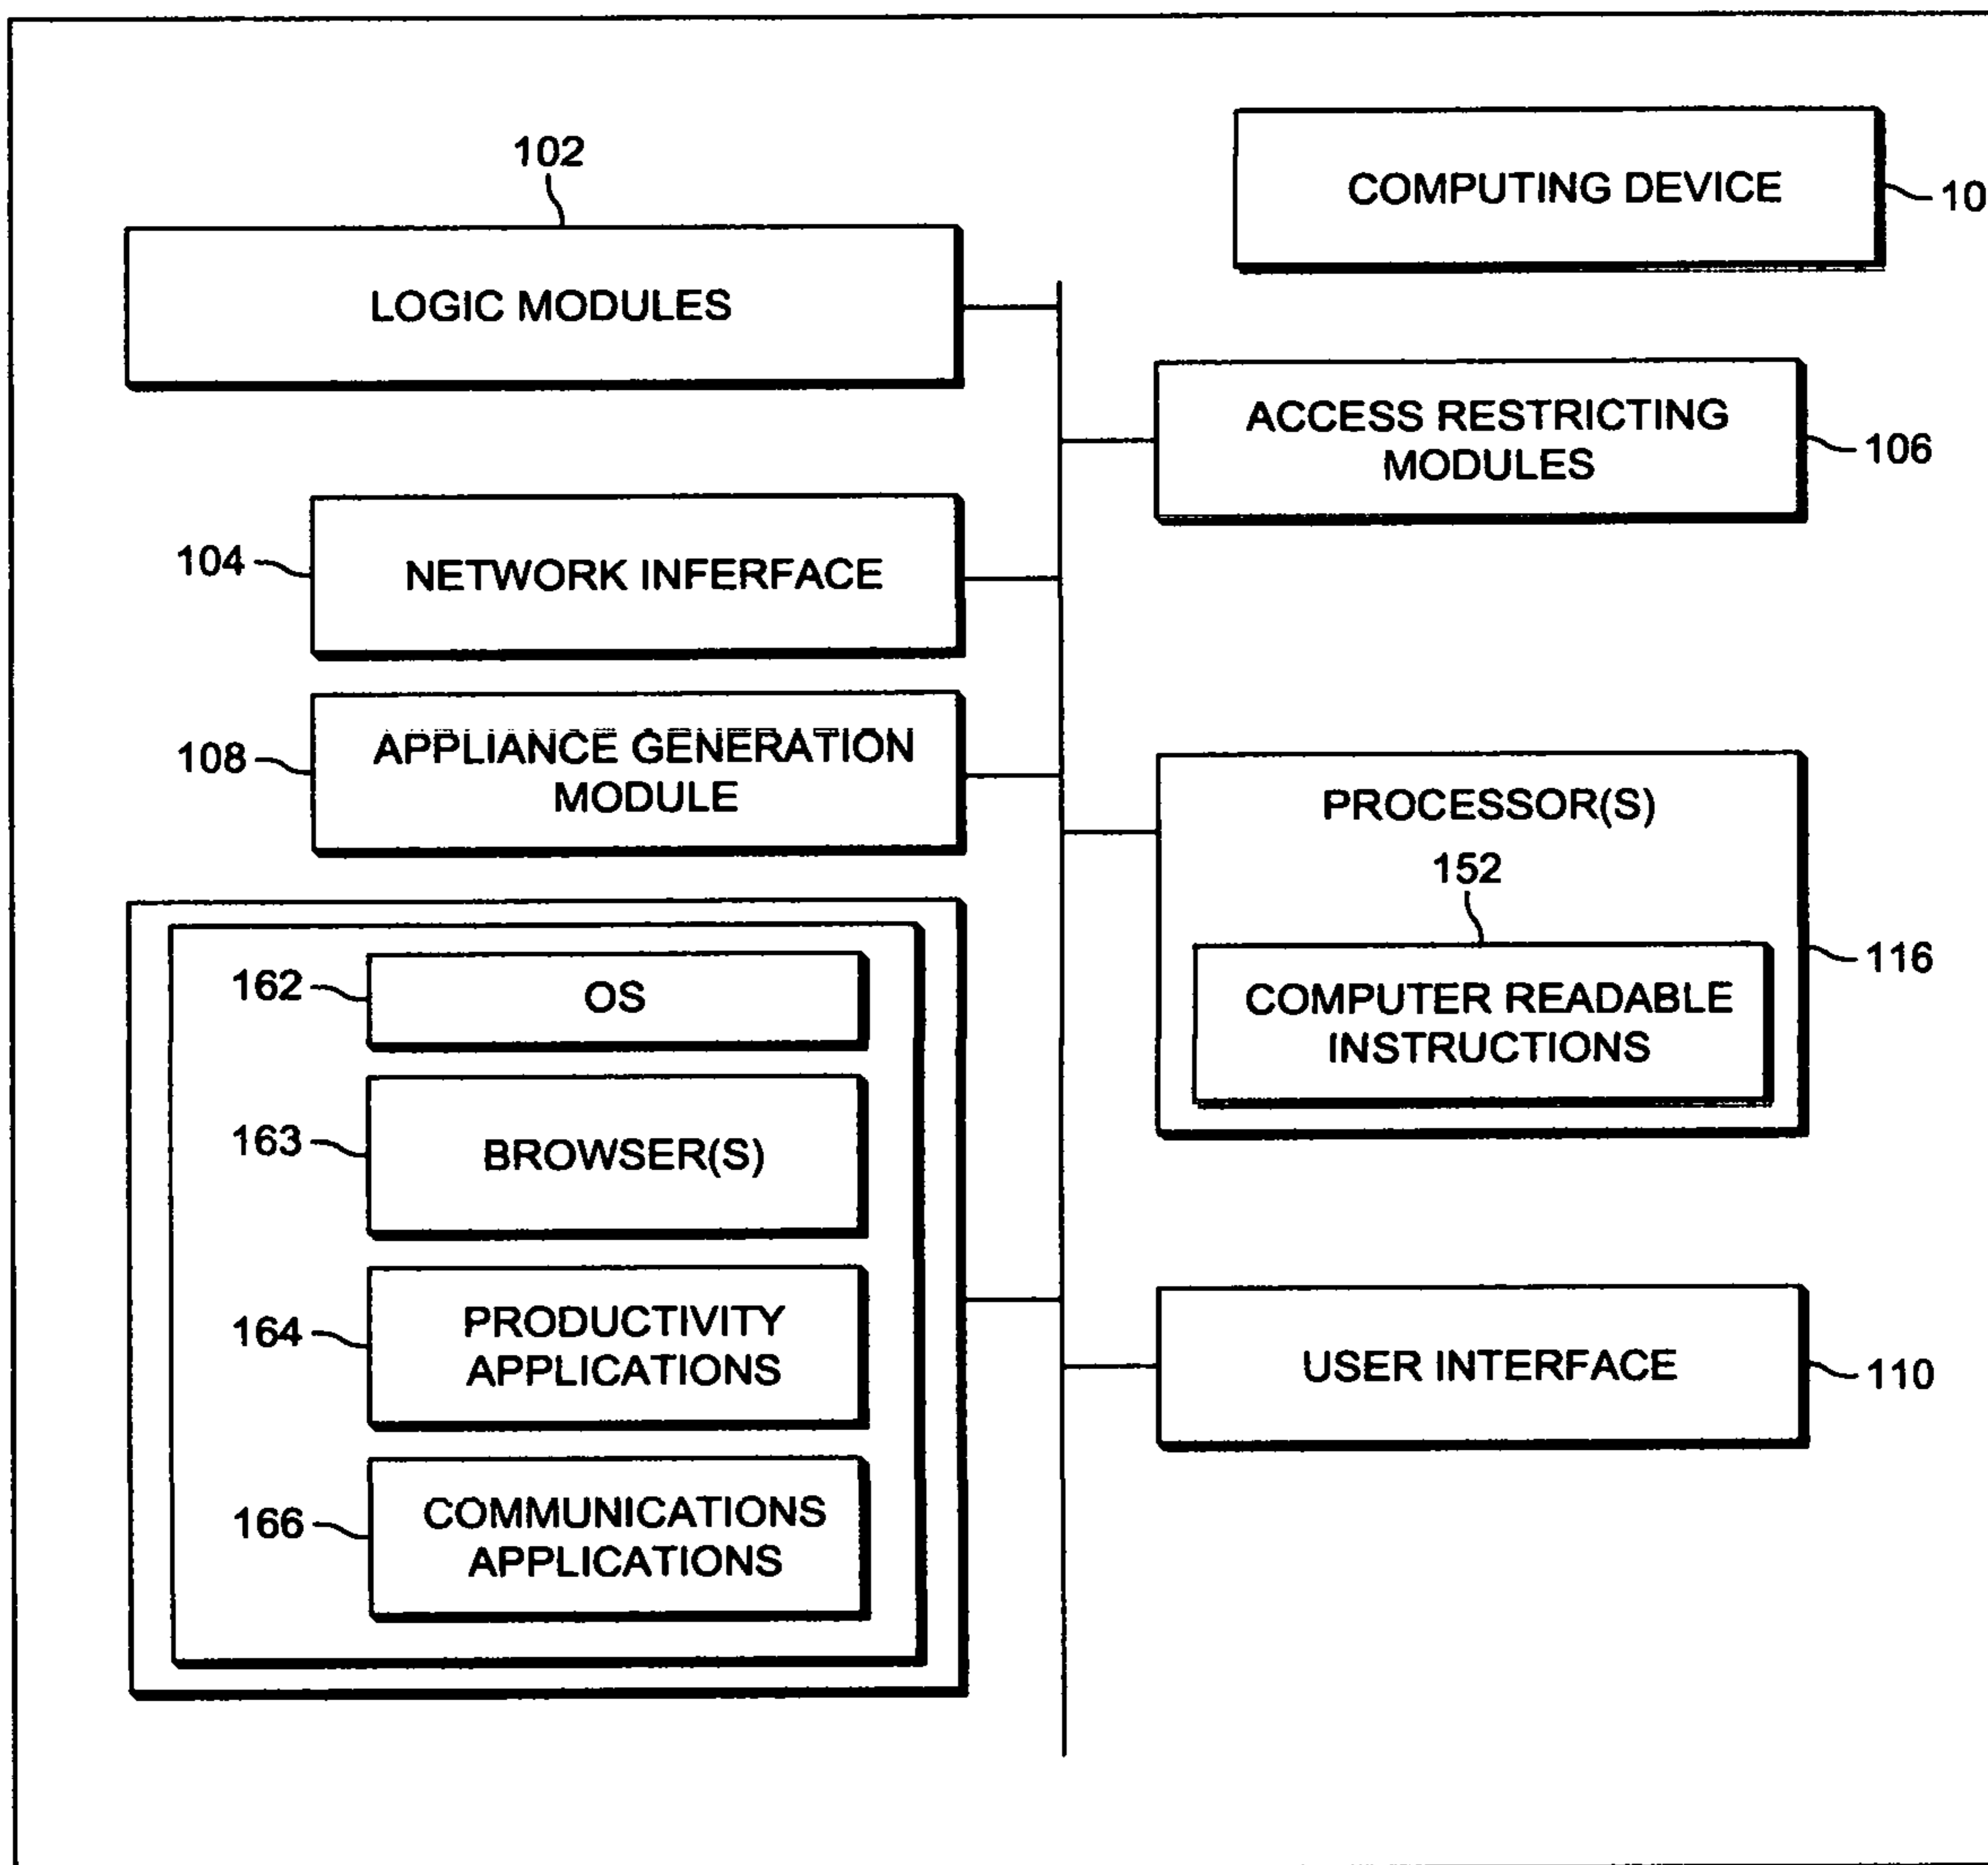 102
COMPUTING DEVICE
10
LOGIC MODULES
ACCESS RESTRICTING
MODULES
106
104
NETWORK INFERFACE
108
APPLIANCE GENERATION
MODULE
PROCESSOR(S)
152
116
COMPUTER READABLE
INSTRUCTIONS
162
OS
163
BROWSER(S)
164
PRODUCTIVITY
APPLICATIONS
USER INTERFACE
110
166
COMMUNICATIONS
APPLICATIONS